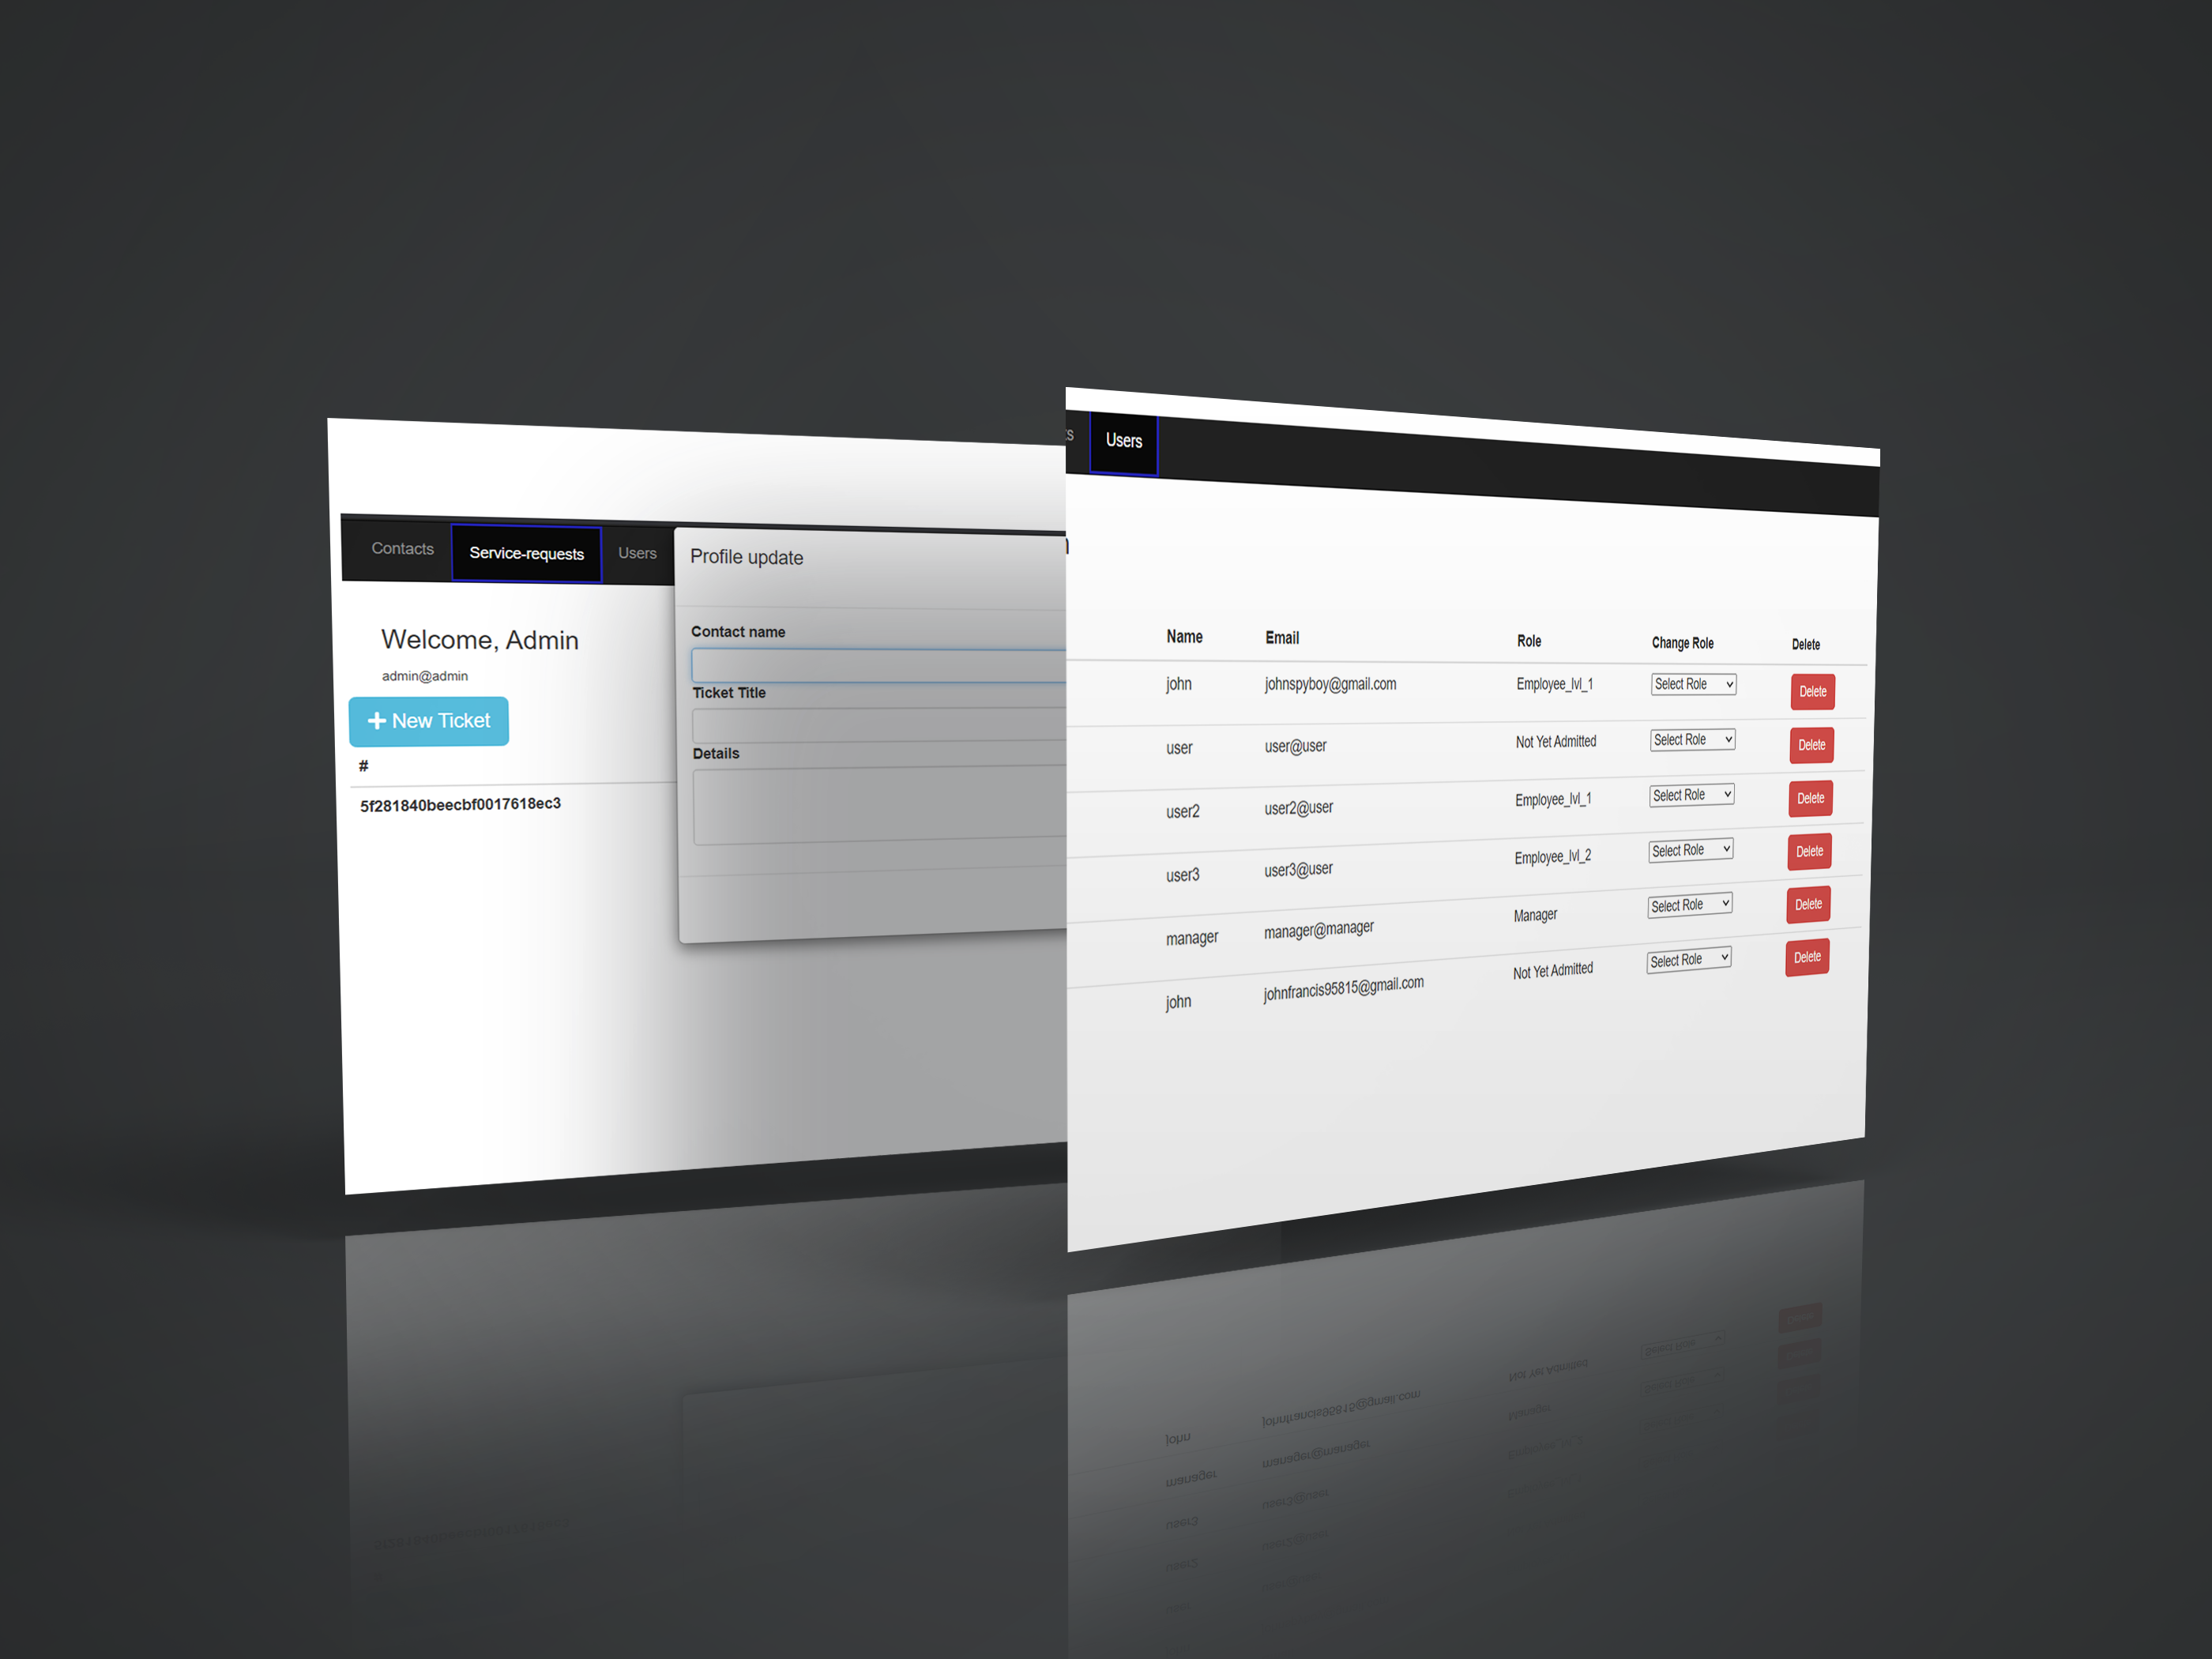 Contacts Service-requests Users
Welcome, Admin
admin@admin
+ New Ticket
#
5f281840beecbf0017618ec3
Profile update
Contact name
Ticket Title
Details
Users
Name Email Role Change Role Delete
john johnspyboy@gmail.com Employee_lvl_1 Select Role Delete
user user@user Not Yet Admitted Select Role Delete
user2 user2@user Employee_lvl_1 Select Role Delete
user3 user3@user Employee_lvl_2 Select Role Delete
manager manager@manager Manager Select Role Delete
john johnfrancis95815@gmail.com Not Yet Admitted Select Role Delete